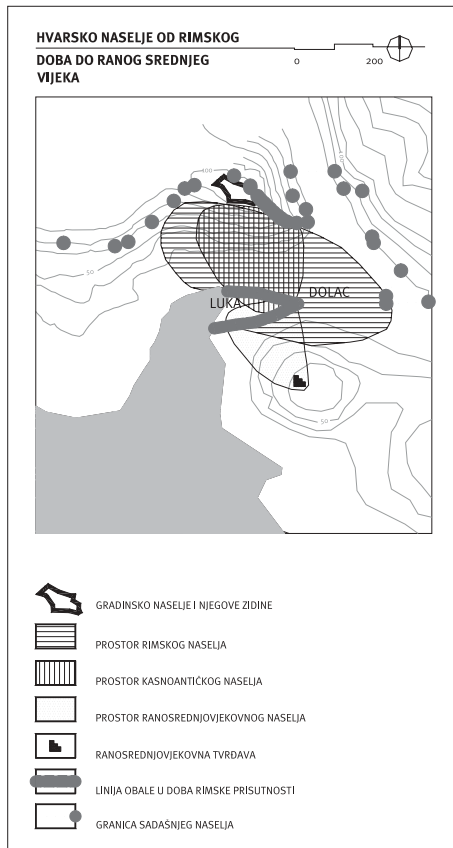 HVARSKO NASELJE OD RIMSKOG
DOBA DO RANOG SREDNJEG
VIJEKA
0 200
100
100
50
LUKA
DOLAC
50
GRADINSKO NASELJE I NJEGOVE ZIDINE
PROSTOR RIMSKOG NASELJA
PROSTOR KASNOANTIČKOG NASELJA
PROSTOR RANOSREDNJOVJEKOVNOG NASELJA
RANOSREDNJOVJEKOVNA TVRĐAVA
LINIJA OBALE U DOBA RIMSKE PRISUTNOSTI
GRANICA SADAŠNJEG NASELJA